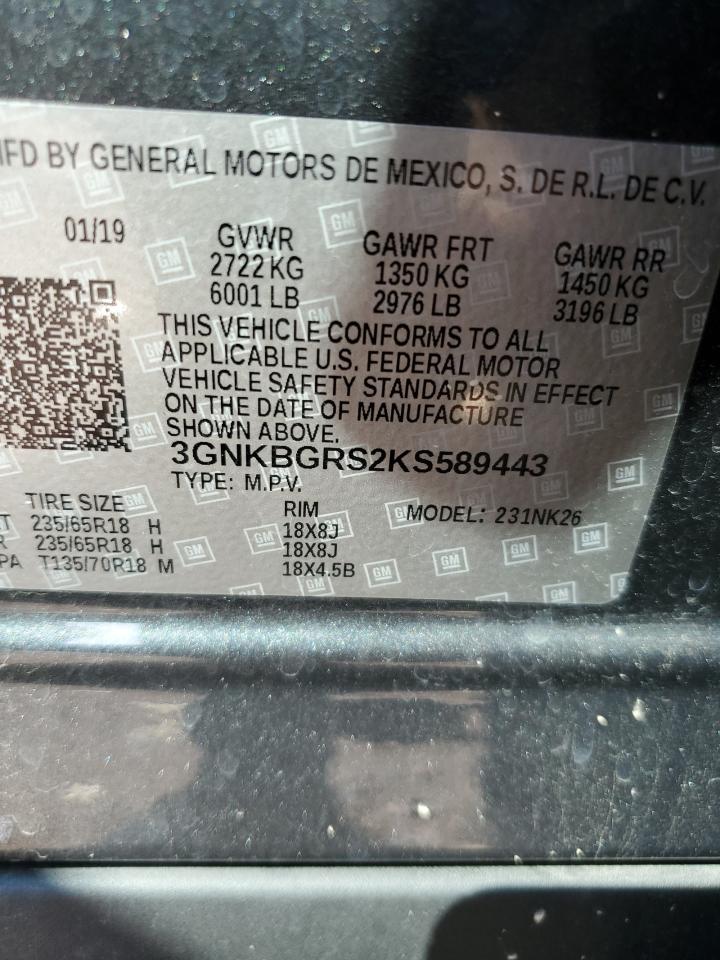 MFD BY GENERAL MOTORS DE MEXICO, S. DE R.L. DE C.V.
01/19
GVWR GAWR FRT GAWR RR
2722 KG 1350 KG 1450 KG
6001 LB 2976 LB 3196 LB
THIS VEHICLE CONFORMS TO ALL
APPLICABLE U.S. FEDERAL MOTOR
VEHICLE SAFETY STANDARDS IN EFFECT
ON THE DATE OF MANUFACTURE
SHOWN ABOVE.
3GNKBGRS2KS589443
TYPE: M.P.V.
TIRE SIZE RIM MODEL: 231NK26
235/65R18 H 18X8J
235/65R18 H 18X8J
PA T135/70R18 M 18X4.5B
GM